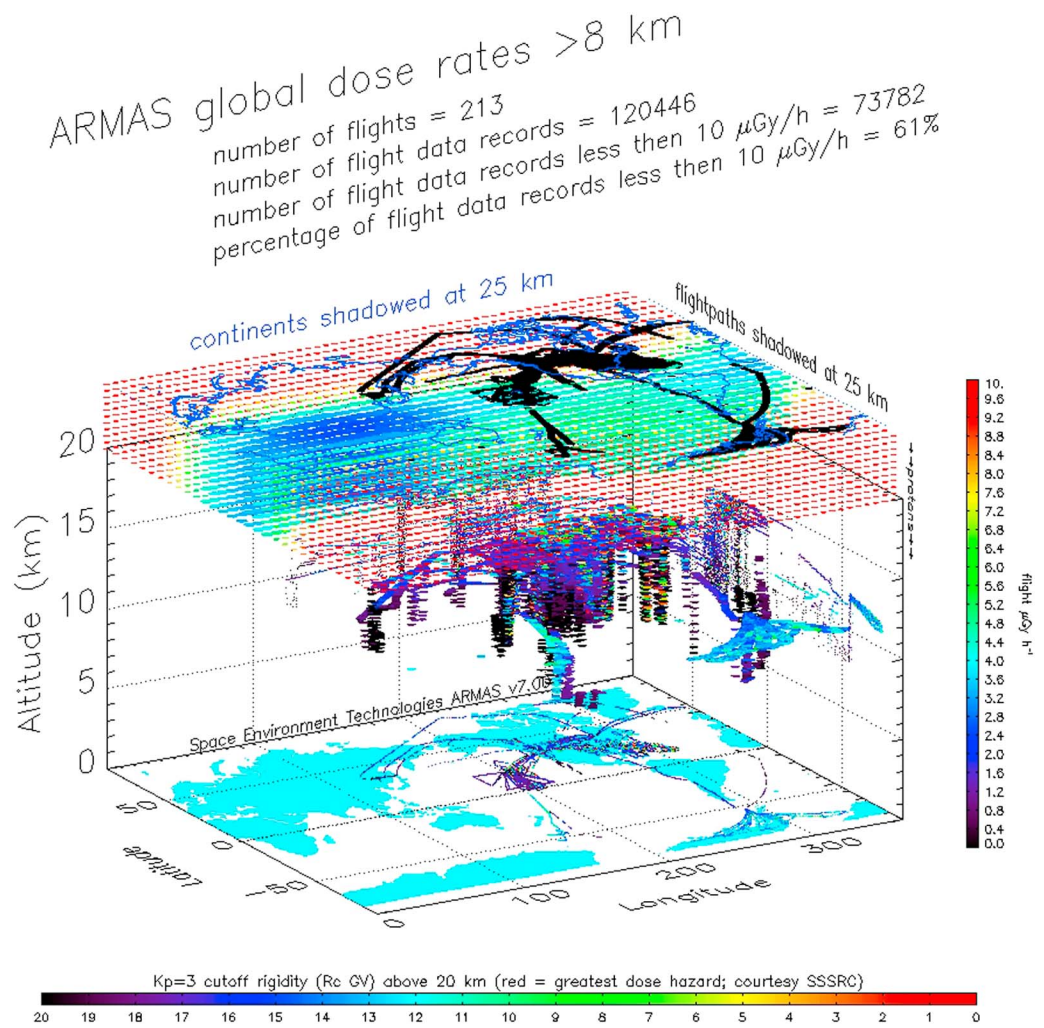 ARMAS global dose rates >8 km
number of flights = 213
number of flight data records = 120446
number of flight data records less then 10 μGy/h = 73782
percentage of flight data records less then 10 μGy/h = 61%
continents shadowed at 25 km
flightpaths shadowed at 25 km
20
15
10
5
0
Altitude (km)
←←protons←←
Space Environment Technologies ARMAS v7.00
50
0
−50
Latitude
0
100
200
300
Longitude
10.
9.6
9.2
8.8
8.4
8.0
7.6
7.2
6.8
6.4
6.0
5.6
5.2
4.8
4.4
4.0
3.6
3.2
2.8
2.4
2.0
1.6
1.2
0.8
0.4
0.0
flight μGy h⁻¹
Kp=3 cutoff rigidity (Rc GV) above 20 km (red = greatest dose hazard; courtesy SSSRC)
20 19 18 17 16 15 14 13 12 11 10 9 8 7 6 5 4 3 2 1 0